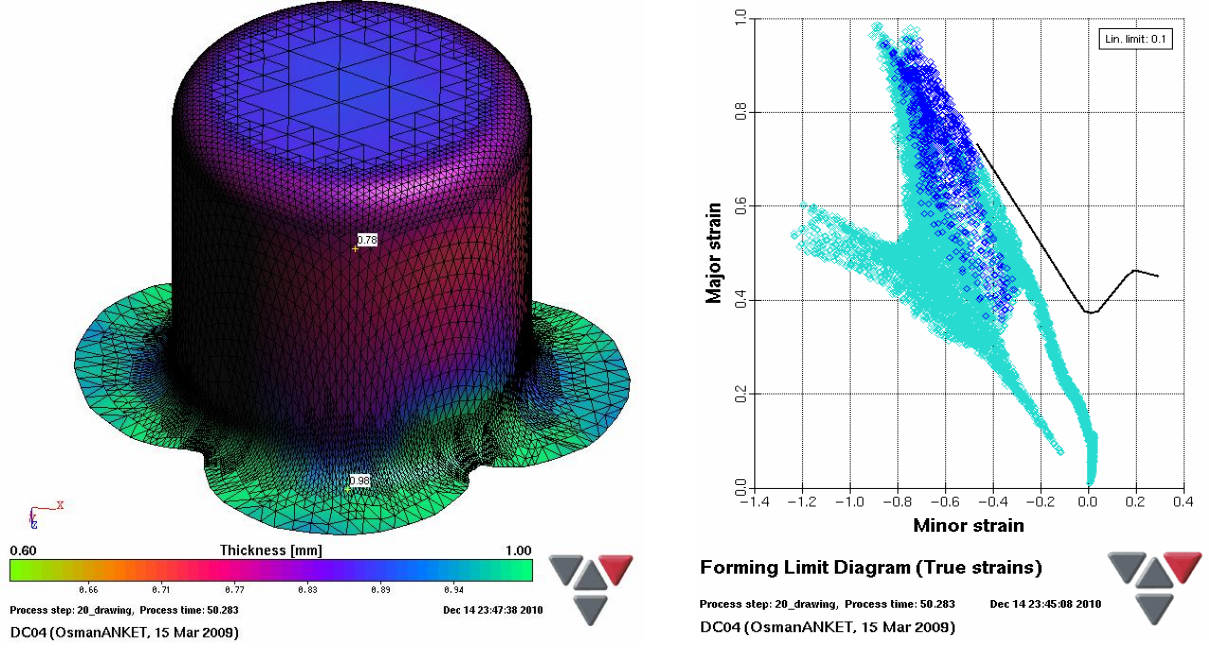 0.78
0.98
X
Z
0.60 Thickness [mm] 1.00
0.66 0.71 0.77 0.83 0.89 0.94
Process step: 20_drawing, Process time: 50.283 Dec 14 23:47:38 2010
DC04 (OsmanANKET, 15 Mar 2009)
Lin. limit: 0.1
Major strain
1.0
0.8
0.6
0.4
0.2
0.0
−1.4 −1.2 −1.0 −0.8 −0.6 −0.4 −0.2 0.0 0.2 0.4
Minor strain
Forming Limit Diagram (True strains)
Process step: 20_drawing, Process time: 50.283 Dec 14 23:45:08 2010
DC04 (OsmanANKET, 15 Mar 2009)